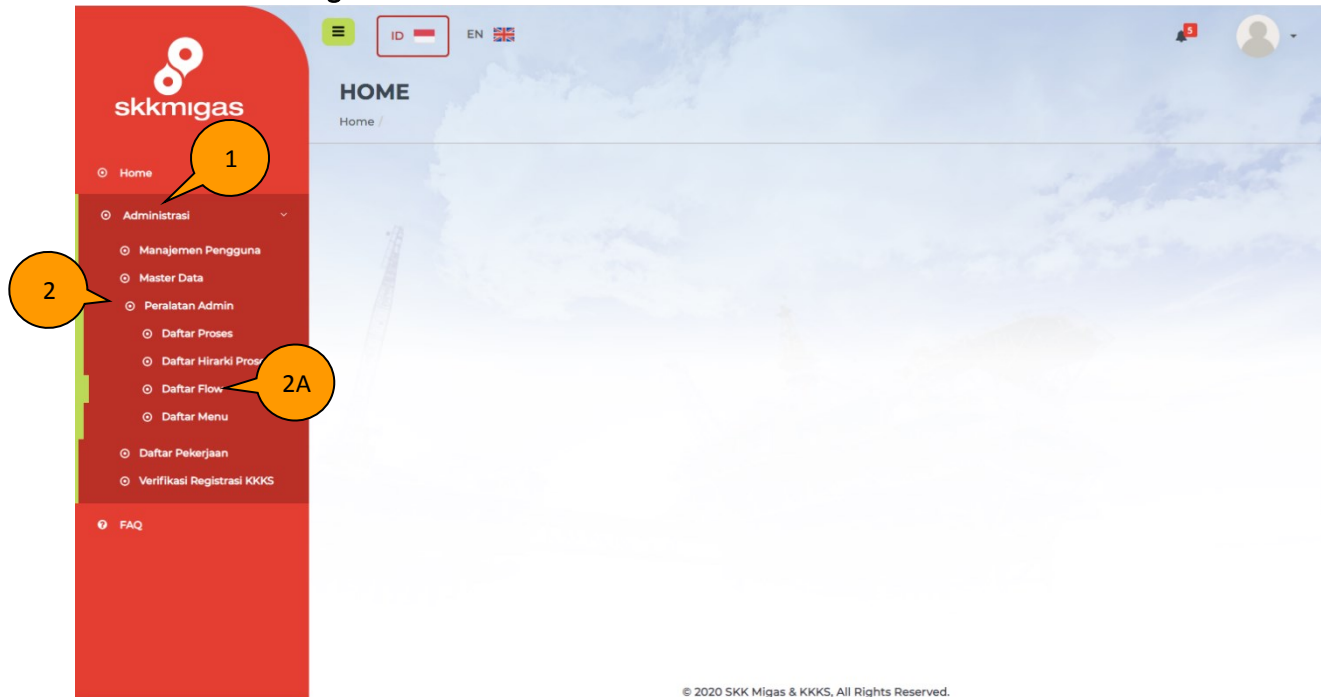 ID EN
5
skkmigas
HOME
Home /
1
Home
Administrasi
Manajemen Pengguna
Master Data
2
Peralatan Admin
Daftar Proses
Daftar Hirarki
Daftar Flow
2A
Daftar Menu
Daftar Pekerjaan
Verifikasi Registrasi KKKS
FAQ
© 2020 SKK Migas & KKKS, All Rights Reserved.